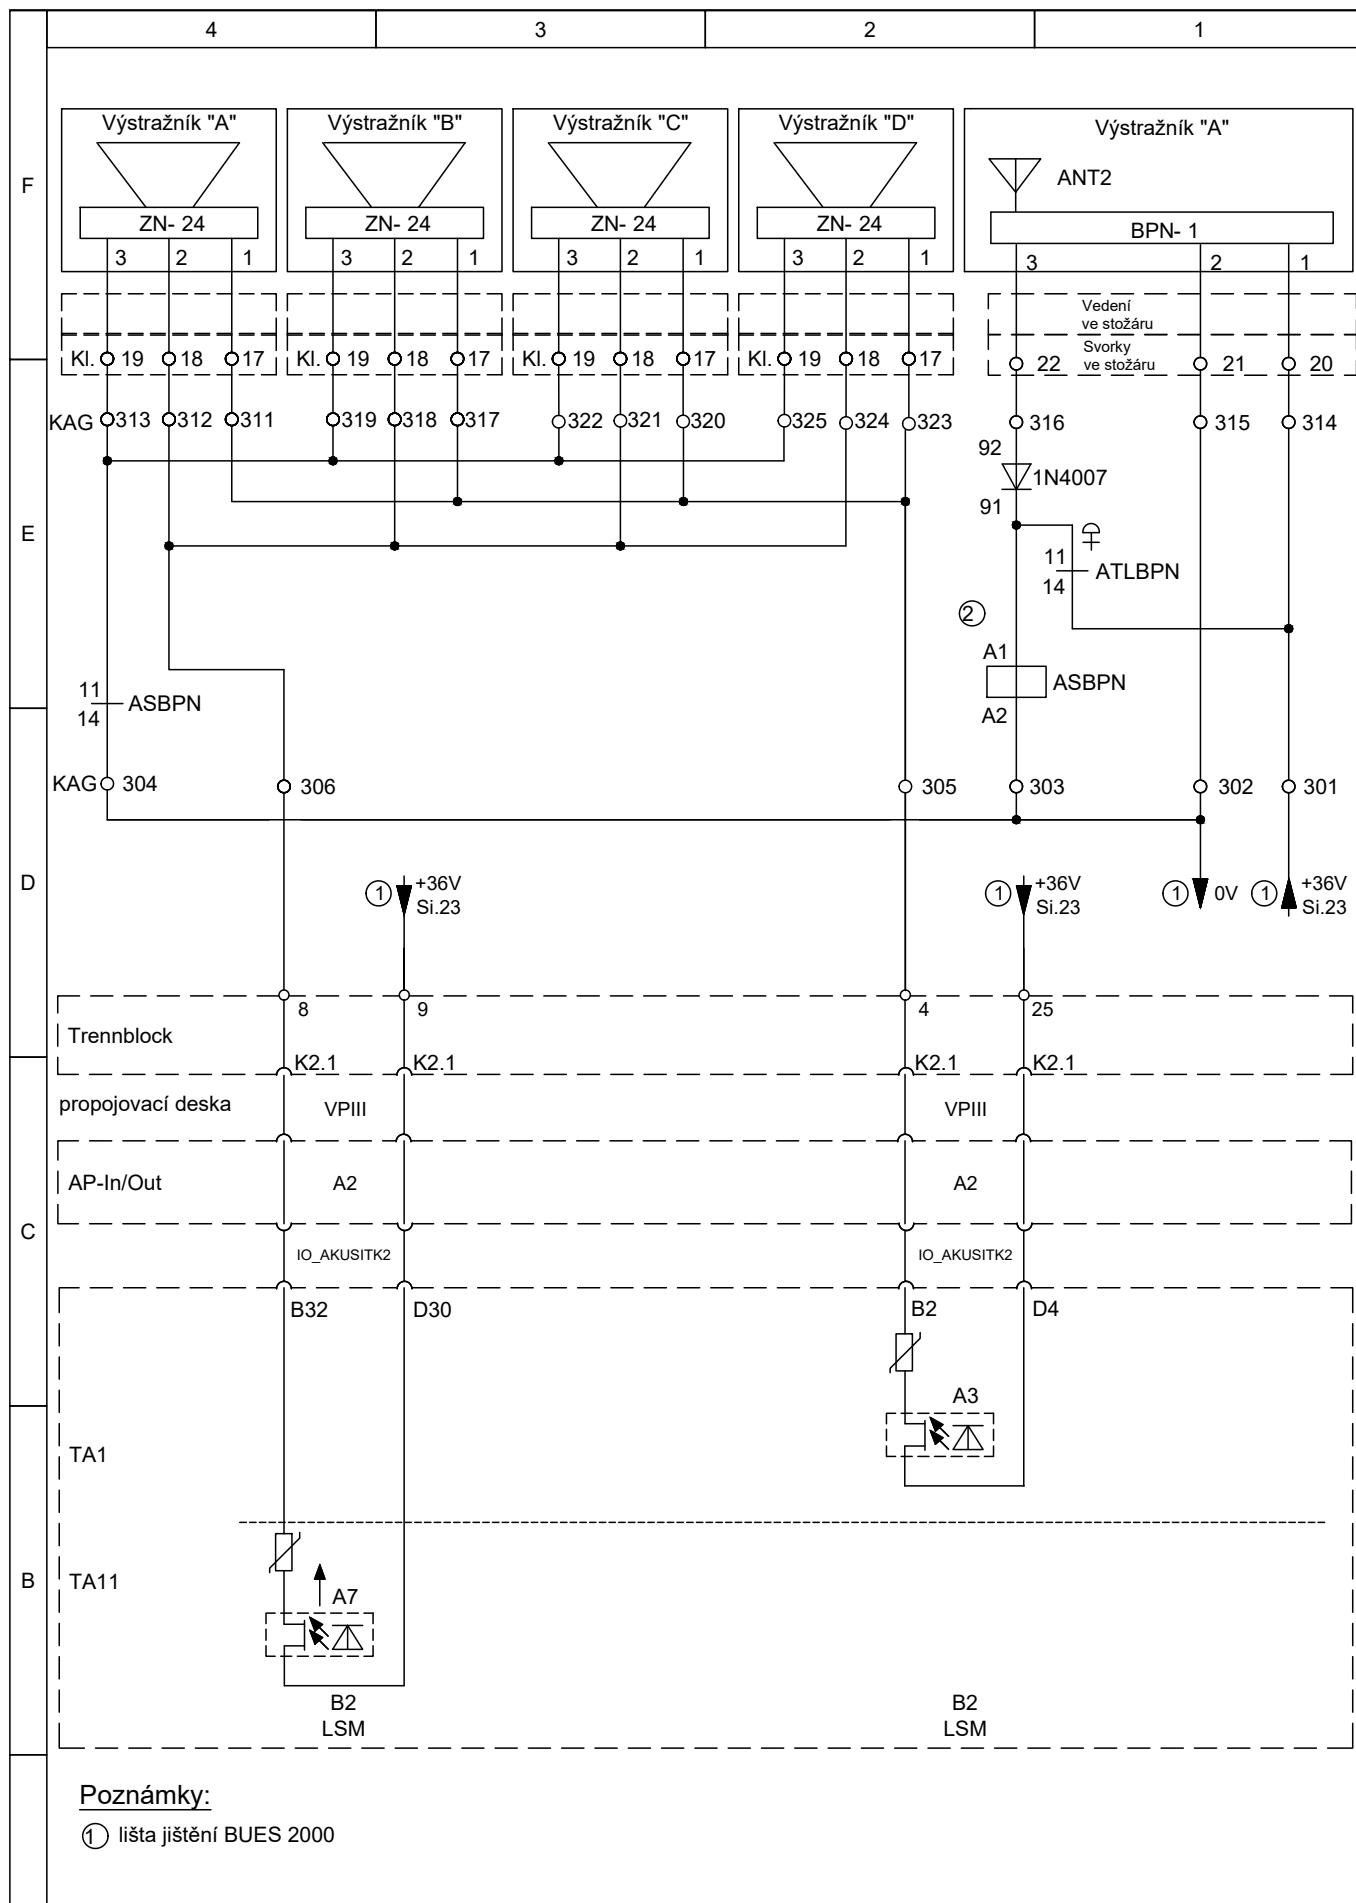 4 3 2 1
Výstražník "A" Výstražník "B" Výstražník "C" Výstražník "D" Výstražník "A"
F
ANT2
ZN- 24 ZN- 24 ZN- 24 ZN- 24 BPN- 1
3 2 1 3 2 1 3 2 1 3 2 1 3 2 1
Vedení
ve stožáru
Svorky
ve stožáru
Kl. 19 18 17 Kl. 19 18 17 Kl. 19 18 17 Kl. 19 18 17 22 21 20
KAG 313 312 311 319 318 317 322 321 320 325 324 323 316 315 314
92
1N4007
91
E
11
ATLBPN
14
2
A1
ASBPN
A2
11
ASBPN
14
KAG 304 306 305 303 302 301
D
1 +36V
Si.23
1 +36V
Si.23
1 0V
1 +36V
Si.23
8 9 4 25
Trennblock
K2.1 K2.1 K2.1 K2.1
propojovací deska VPIII VPIII
AP-In/Out A2 A2
C
IO_AKUSITK2 IO_AKUSITK2
B32 D30 B2 D4
A3
TA1
B
TA11
A7
B2 B2
LSM LSM
Poznámky:
1 lišta jištění BUES 2000